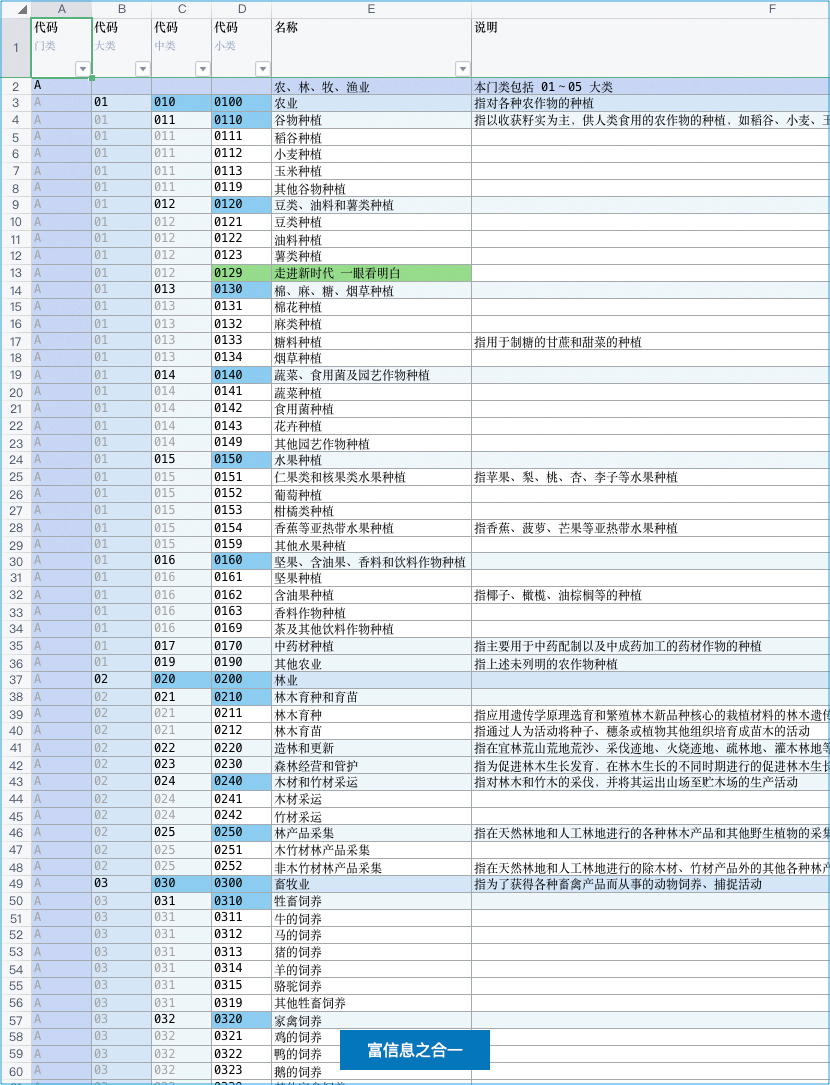 A B C D E F
1 代码 代码 代码 代码 名称 说明
门类 大类 中类 小类
2 A 农、林、牧、渔业 本门类包括 01~05 大类
3 A 01 010 0100 农业 指对各种农作物的种植
4 A 01 011 0110 谷物种植 指以收获籽实为主，供人类食用的农作物的种植，如稻谷、小麦、玉
5 A 01 011 0111 稻谷种植
6 A 01 011 0112 小麦种植
7 A 01 011 0113 玉米种植
8 A 01 011 0119 其他谷物种植
9 A 01 012 0120 豆类、油料和薯类种植
10 A 01 012 0121 豆类种植
11 A 01 012 0122 油料种植
12 A 01 012 0123 薯类种植
13 A 01 012 0129 走进新时代 一眼看明白
14 A 01 013 0130 棉、麻、糖、烟草种植
15 A 01 013 0131 棉花种植
16 A 01 013 0132 麻类种植
17 A 01 013 0133 糖料种植 指用于制糖的甘蔗和甜菜的种植
18 A 01 013 0134 烟草种植
19 A 01 014 0140 蔬菜、食用菌及园艺作物种植
20 A 01 014 0141 蔬菜种植
21 A 01 014 0142 食用菌种植
22 A 01 014 0143 花卉种植
23 A 01 014 0149 其他园艺作物种植
24 A 01 015 0150 水果种植
25 A 01 015 0151 仁果类和核果类水果种植 指苹果、梨、桃、杏、李子等水果种植
26 A 01 015 0152 葡萄种植
27 A 01 015 0153 柑橘类种植
28 A 01 015 0154 香蕉等亚热带水果种植 指香蕉、菠萝、芒果等亚热带水果种植
29 A 01 015 0159 其他水果种植
30 A 01 016 0160 坚果、含油果、香料和饮料作物种植
31 A 01 016 0161 坚果种植
32 A 01 016 0162 含油果种植 指椰子、橄榄、油棕榈等的种植
33 A 01 016 0163 香料作物种植
34 A 01 016 0169 茶及其他饮料作物种植
35 A 01 017 0170 中药材种植 指主要用于中药配制以及中成药加工的药材作物的种植
36 A 01 019 0190 其他农业 指上述未列明的农作物种植
37 A 02 020 0200 林业
38 A 02 021 0210 林木育种和育苗
39 A 02 021 0211 林木育种 指应用遗传学原理选育和繁殖林木新品种核心的栽植材料的林木遗传
40 A 02 021 0212 林木育苗 指通过人为活动将种子、穗条或植物其他组织培育成苗木的活动
41 A 02 022 0220 造林和更新 指在宜林荒山荒地荒沙、采伐迹地、火烧迹地、疏林地、灌木林地等
42 A 02 023 0230 森林经营和管护 指为促进林木生长发育，在林木生长的不同时期进行的促进林木生长
43 A 02 024 0240 木材和竹材采运 指对林木和竹木的采伐，并将其运出山场至贮木场的生产活动
44 A 02 024 0241 木材采运
45 A 02 024 0242 竹材采运
46 A 02 025 0250 林产品采集 指在天然林地和人工林地进行的各种林木产品和其他野生植物的采集
47 A 02 025 0251 木竹材林产品采集
48 A 02 025 0252 非木竹材林产品采集 指在天然林地和人工林地进行的除木材、竹材产品外的其他各种林产
49 A 03 030 0300 畜牧业 指为了获得各种畜禽产品而从事的动物饲养、捕捉活动
50 A 03 031 0310 牲畜饲养
51 A 03 031 0311 牛的饲养
52 A 03 031 0312 马的饲养
53 A 03 031 0313 猪的饲养
54 A 03 031 0314 羊的饲养
55 A 03 031 0315 骆驼饲养
56 A 03 031 0319 其他牲畜饲养
57 A 03 032 0320 家禽饲养
58 A 03 032 0321 鸡的饲养
59 A 03 032 0322 鸭的饲养
60 A 03 032 0323 鹅的饲养
富信息之合一